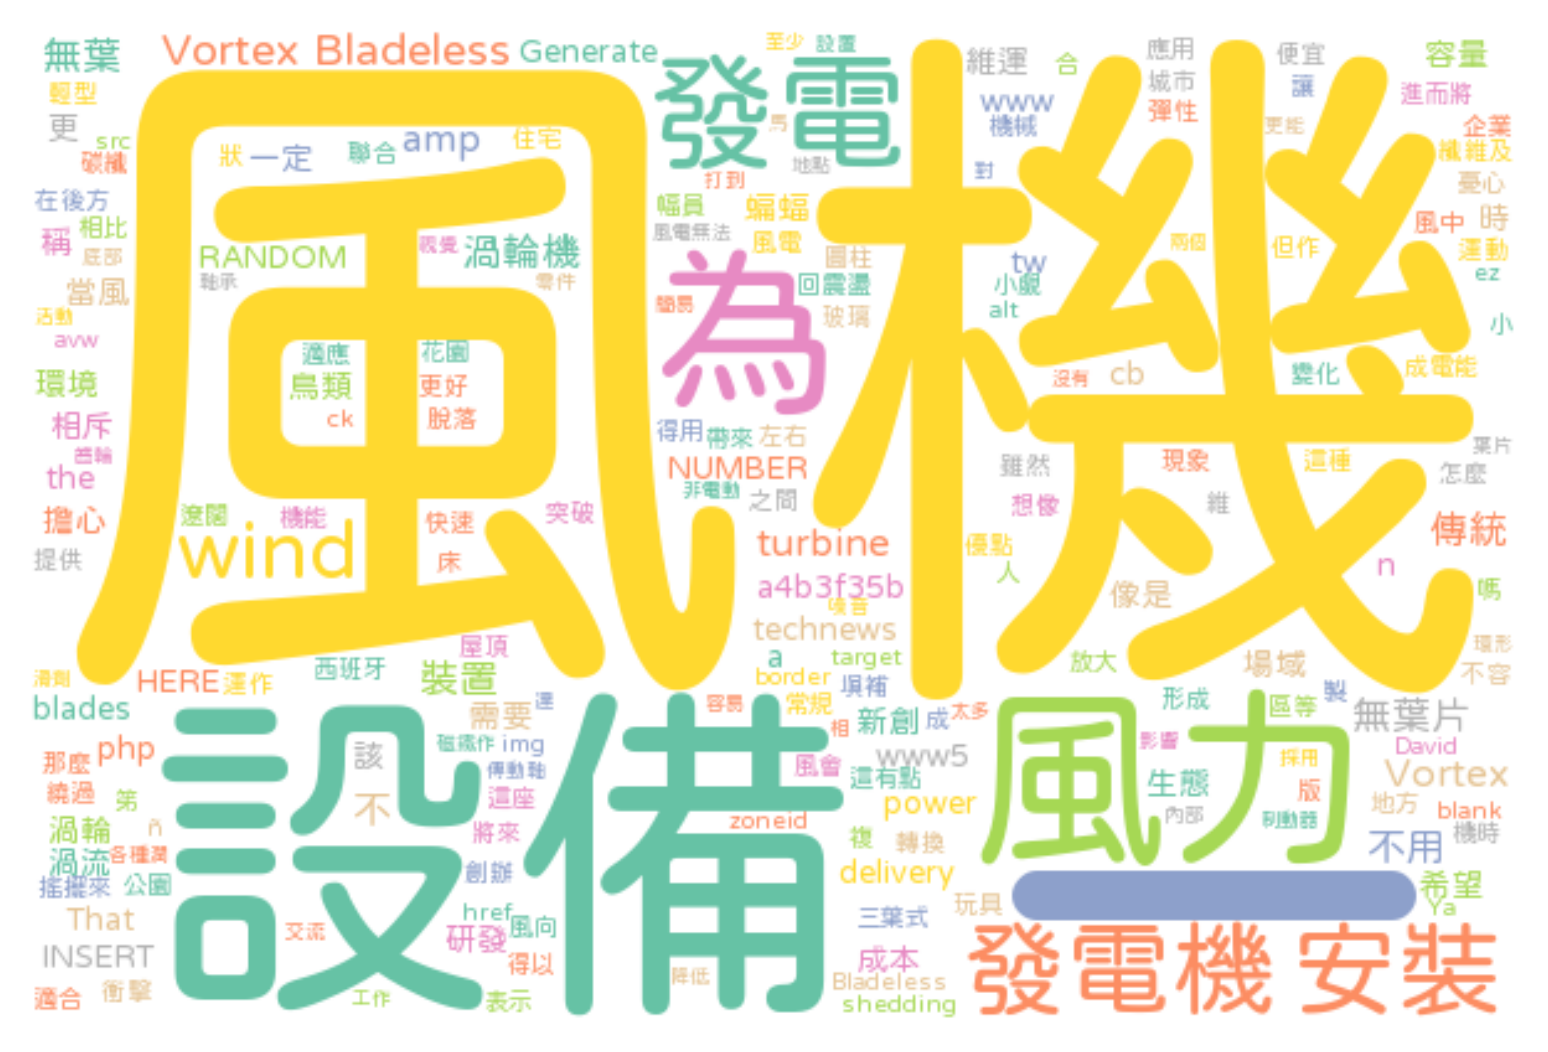 無葉 Vortex Bladeless Generate 發電 至少 設置 維運 合 應用 便宜 容量
輕型 城市 讓 進而將
更 src 狀 一定 聯合 amp 住宅 馬 www 機械 彈性 更能 企業
碳纖 地點 對 纖維及
打到 憂心
在後方 幅員 蝙蝠 風中 時
稱 相比 RANDOM 視覺 渦輪機 風電無法 風電 兩個 但作 運動
底部 軸承 零件 圓柱 tw ez
當風 簡易 回震盪 小覷
活動 玻璃 alt 小
avw 適應 花園 為 變化 成電能
環境 鳥類 更好 沒有 cb
相斥 ck 脫落 得用 帶來 左右 葉片
齒輪 風機 雖然 現象 這種 怎麼
the NUMBER
遼闊 機能 快速 突破 非電動 之間 想像 維
擔心 wind turbine 優點 傳統
提供 床 人 n
a4b3f35b 像是 嗎
噪音
屋頂 technews 環形
滑劑 HERE 運作 西班牙 裝置 a target 放大 場域 不容
blades 需要 達 border 填補 形成 製
容易 常規 區等 無葉片
那麼 php 該 磁鐵作 img 相 新創 成 太多 風力 影響 David
傳動軸 風會 www5 採用 Vortex
繞過 笫 不 這座 設備 這有點 生態 版
渦輪 ñ 將來 zoneid power 內部 制動器 地方 blank
渦流 各種潤 複 轉換 不用 機時
搖擺來 公園 創辦 delivery 一 希望
That href 風向 三葉式 玩具 Ya
INSERT 交流 研發 成本 發電機 安裝
適合 衝擊 得以 降低 Bladeless
工作 表示 shedding